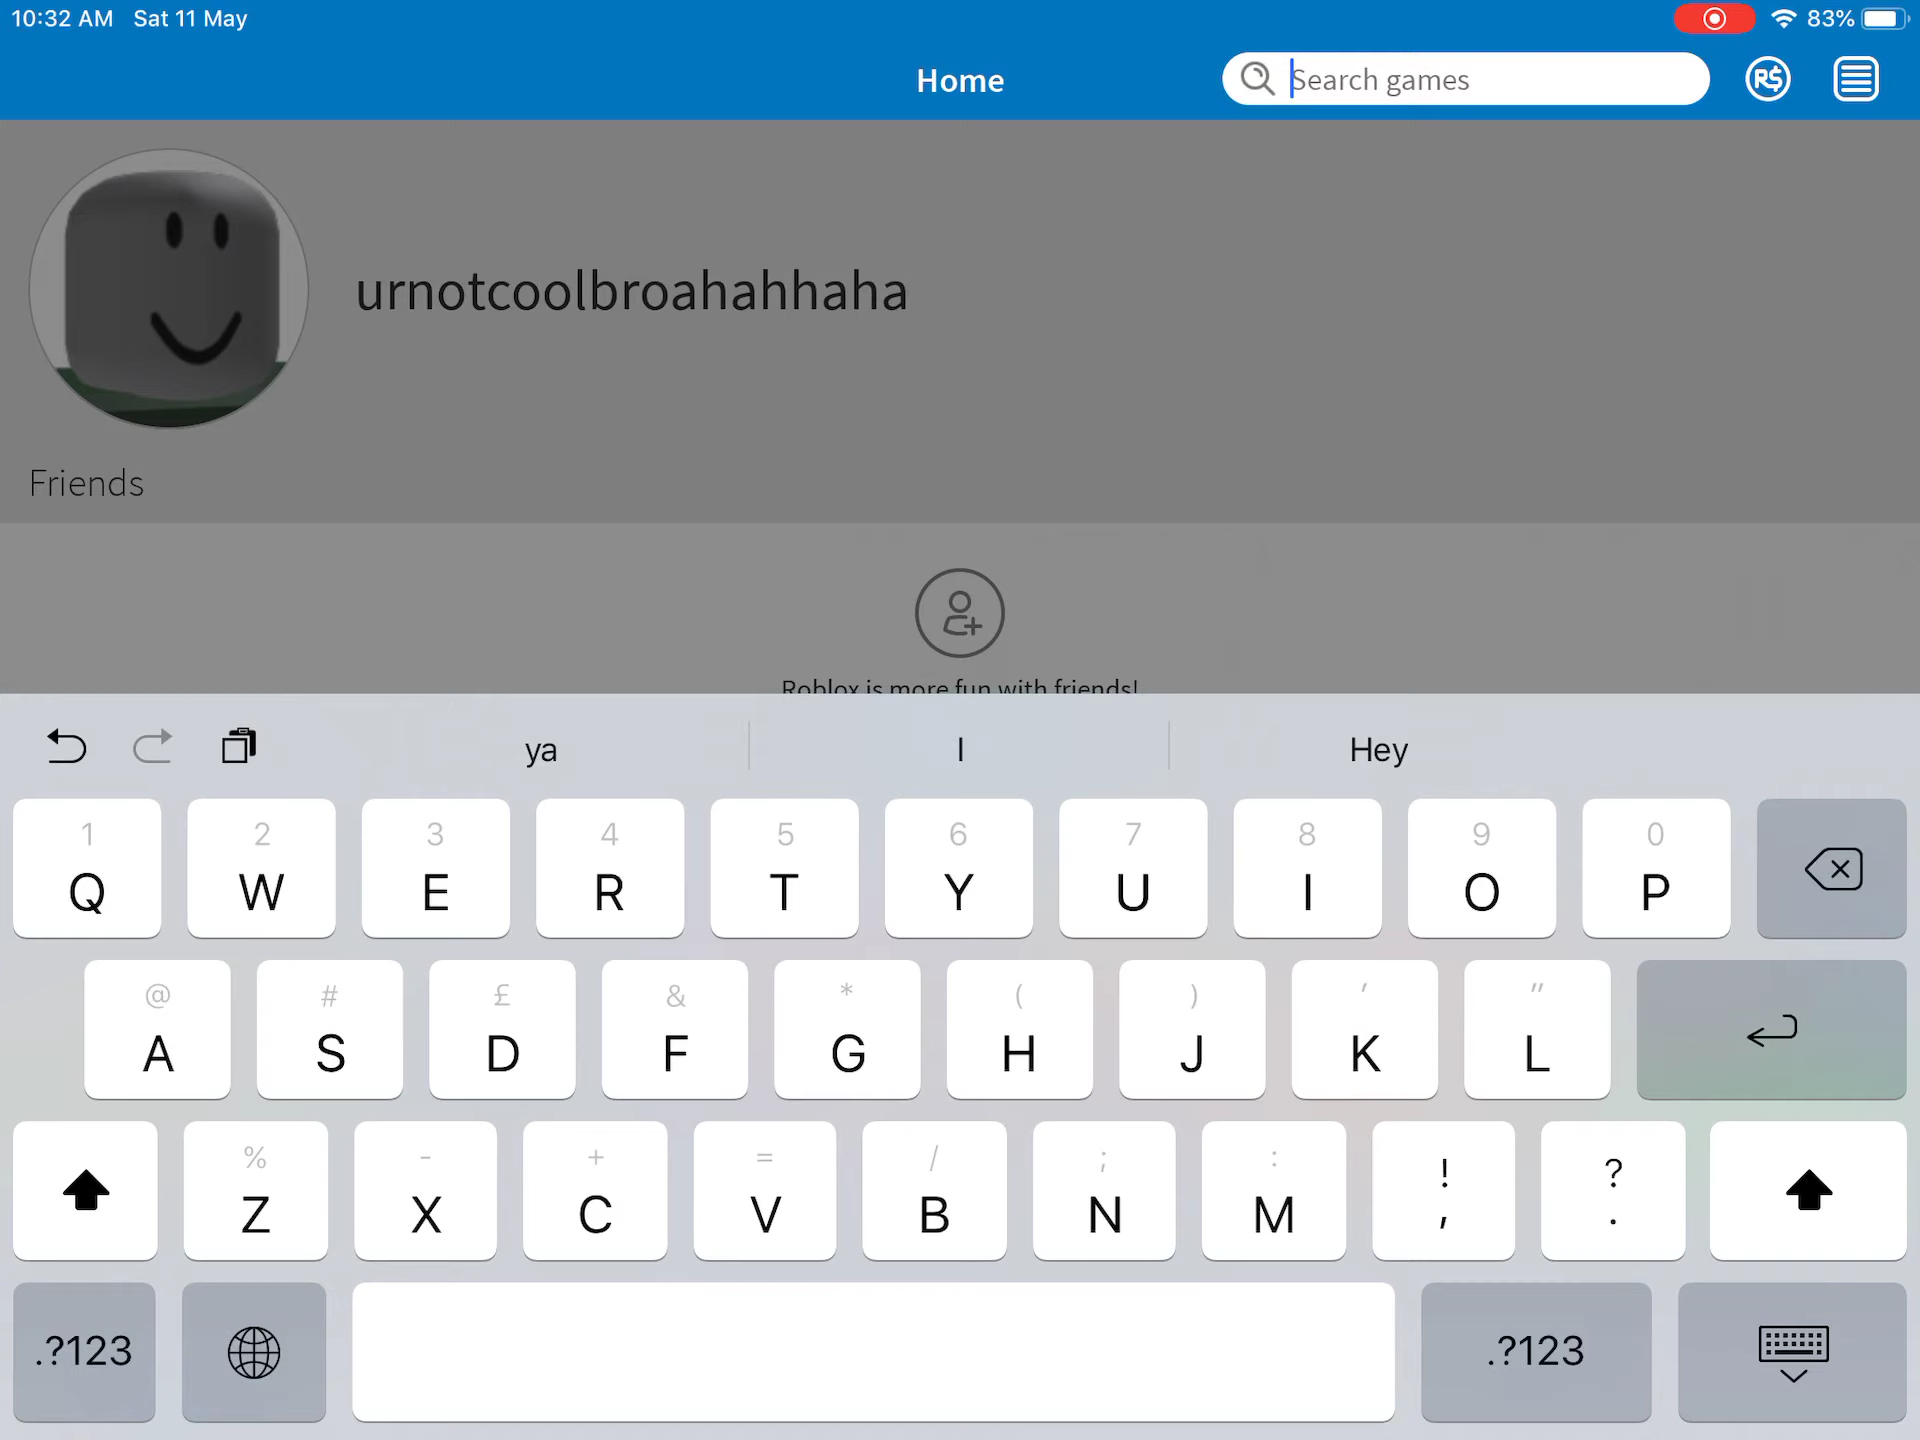 10:32 AM Sat 11 May 83%
Home
Search games
R$
urnotcoolbroahahhaha
Friends
Roblox is more fun with friends!
ya I Hey
1 2 3 4 5 6 7 8 9 0
Q W E R T Y U I O P
@ # £ & * ( ) ' "
A S D F G H J K L
% - + = / ; : ! ?
Z X C V B N M , .
.?123 .?123